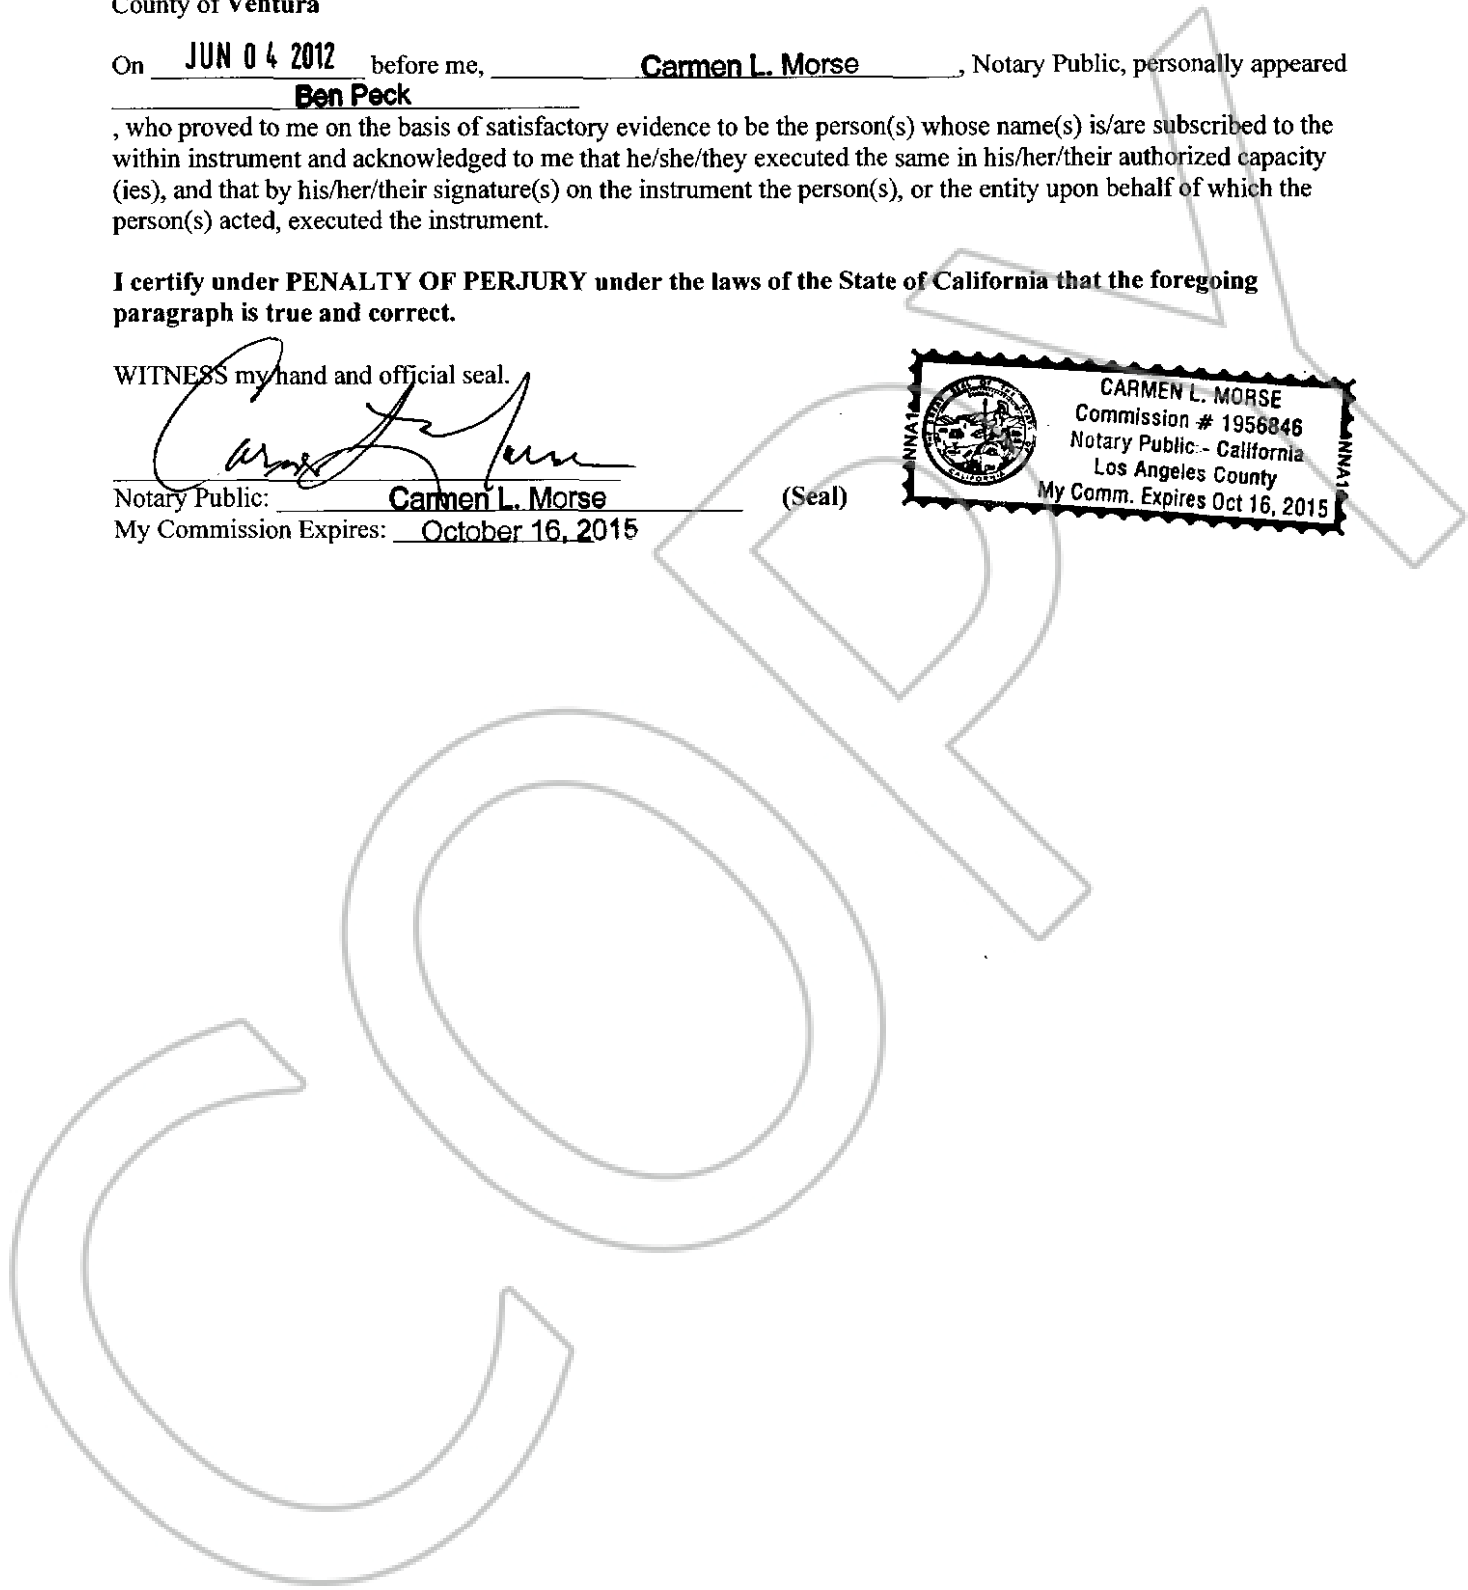 County of Ventura
On JUN 04 2012 before me, Carmen L. Morse, Notary Public, personally appeared
Ben Peck
, who proved to me on the basis of satisfactory evidence to be the person(s) whose name(s) is/are subscribed to the
within instrument and acknowledged to me that he/she/they executed the same in his/her/their authorized capacity
(ies), and that by his/her/their signature(s) on the instrument the person(s), or the entity upon behalf of which the
person(s) acted, executed the instrument.
I certify under PENALTY OF PERJURY under the laws of the State of California that the foregoing
paragraph is true and correct.
WITNESS my hand and official seal.
Carmen L. Morse
Notary Public: Carmen L. Morse (Seal)
My Commission Expires: October 16, 2015
CARMEN L. MORSE
Commission # 1956846
Notary Public - California
Los Angeles County
My Comm. Expires Oct 16, 2015
COPY